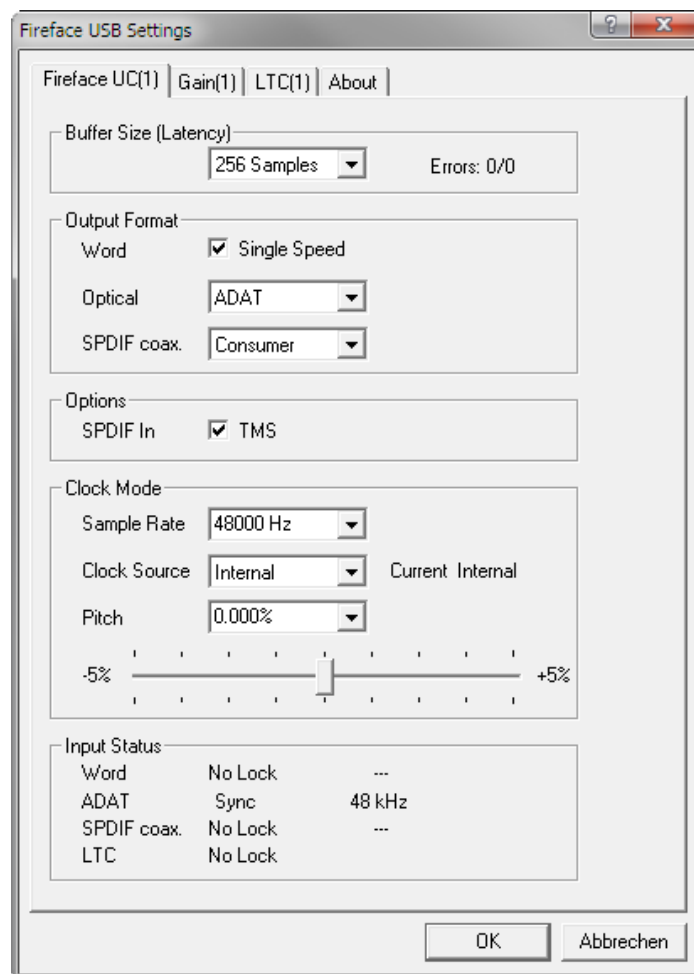 Fireface USB Settings
Fireface UC(1) Gain(1) LTC(1) About
Buffer Size (Latency)
256 Samples Errors: 0/0
Output Format
Word Single Speed
Optical ADAT
SPDIF coax. Consumer
Options
SPDIF In TMS
Clock Mode
Sample Rate 48000 Hz
Clock Source Internal Current Internal
Pitch 0.000%
-5% +5%
Input Status
Word No Lock ---
ADAT Sync 48 kHz
SPDIF coax. No Lock ---
LTC No Lock
OK Abbrechen